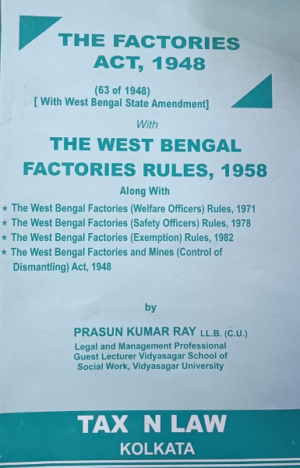 THE FACTORIES
ACT, 1948
(63 of 1948)
[ With West Bengal State Amendment]
With
THE WEST BENGAL
FACTORIES RULES, 1958
Along With
★ The West Bengal Factories (Welfare Officers) Rules, 1971
★ The West Bengal Factories (Safety Officers) Rules, 1978
★ The West Bengal Factories (Exemption) Rules, 1982
★ The West Bengal Factories and Mines (Control of
Dismantling) Act, 1948
by
PRASUN KUMAR RAY LL.B. (C.U.)
Legal and Management Professional
Guest Lecturer Vidyasagar School of
Social Work, Vidyasagar University
TAX N LAW
KOLKATA